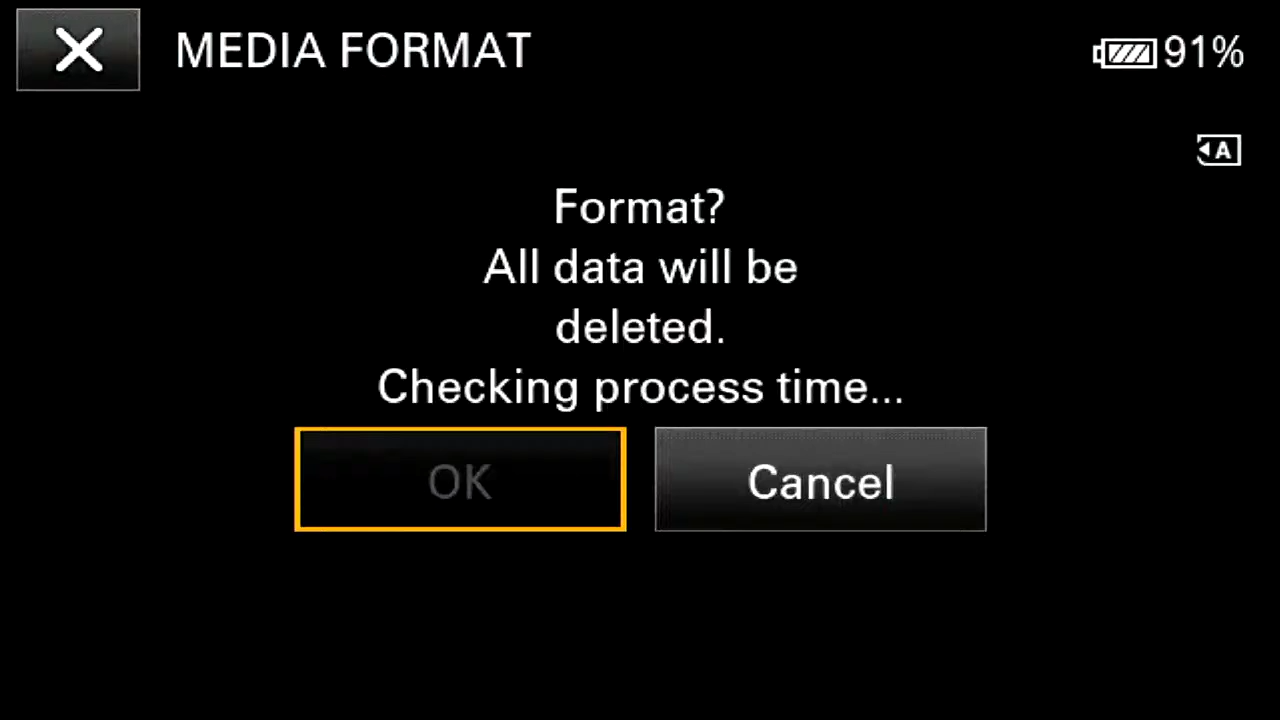 MEDIA FORMAT
91%
A
Format?
All data will be
deleted.
Checking process time...
OK
Cancel